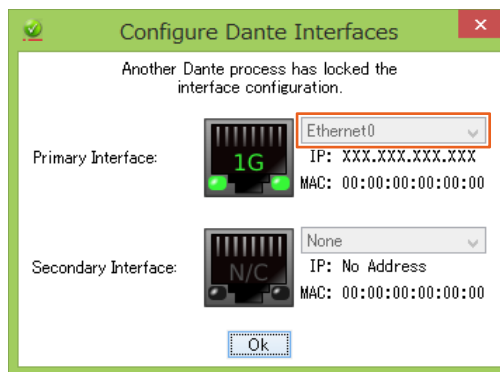 Configure Dante Interfaces
×
Another Dante process has locked the
interface configuration.
Primary Interface:
1G
Ethernet0
IP: XXX.XXX.XXX.XXX
MAC: 00:00:00:00:00:00
Secondary Interface:
N/C
None
IP: No Address
MAC: 00:00:00:00:00:00
Ok